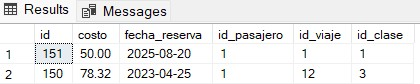 Results Messages
id costo fecha_reserva id_pasajero id_viaje id_clase
1 151 50.00 2025-08-20 1 1 1
2 150 78.32 2023-04-25 1 12 3